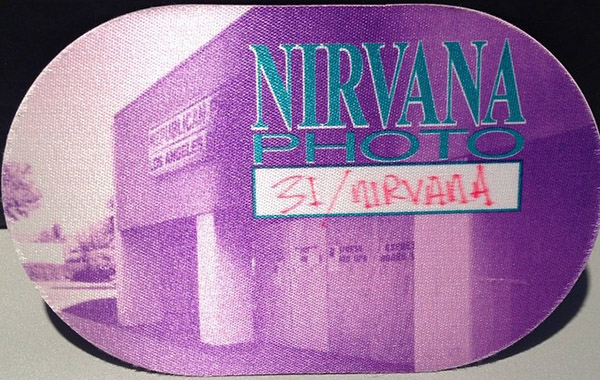 NIRVANA
PHOTO
31/NIRVANA
REPUBLICAN
LOS ANGELES